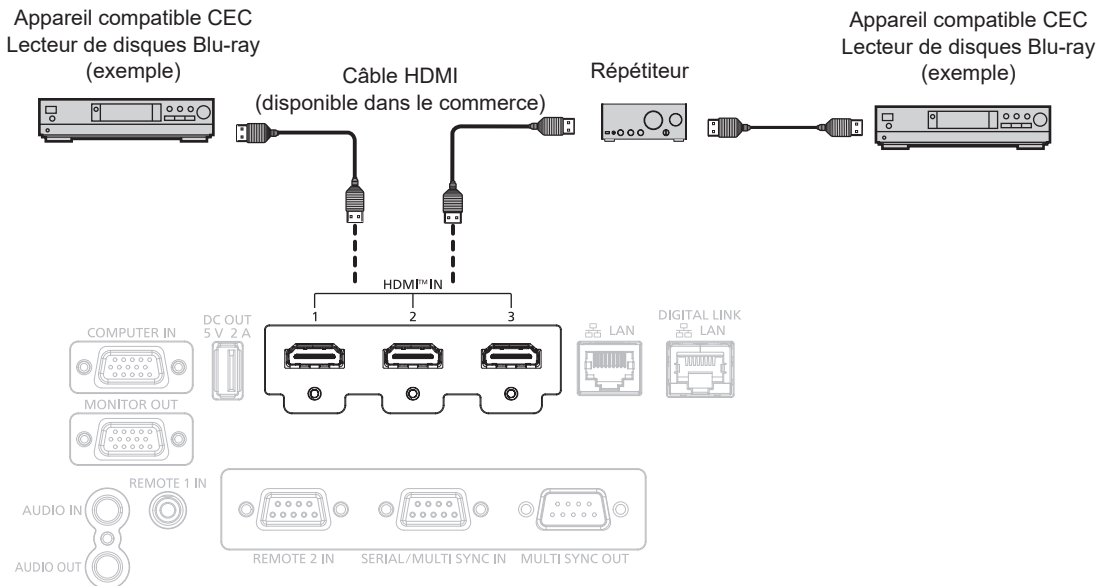 Appareil compatible CEC
Lecteur de disques Blu-ray
(exemple)
Câble HDMI
(disponible dans le commerce)
Répétiteur
Appareil compatible CEC
Lecteur de disques Blu-ray
(exemple)
HDMI™ IN
1
2
3
COMPUTER IN
DC OUT
5 V 2 A
LAN
DIGITAL LINK
LAN
MONITOR OUT
REMOTE 1 IN
AUDIO IN
AUDIO OUT
REMOTE 2 IN
SERIAL/MULTI SYNC IN
MULTI SYNC OUT